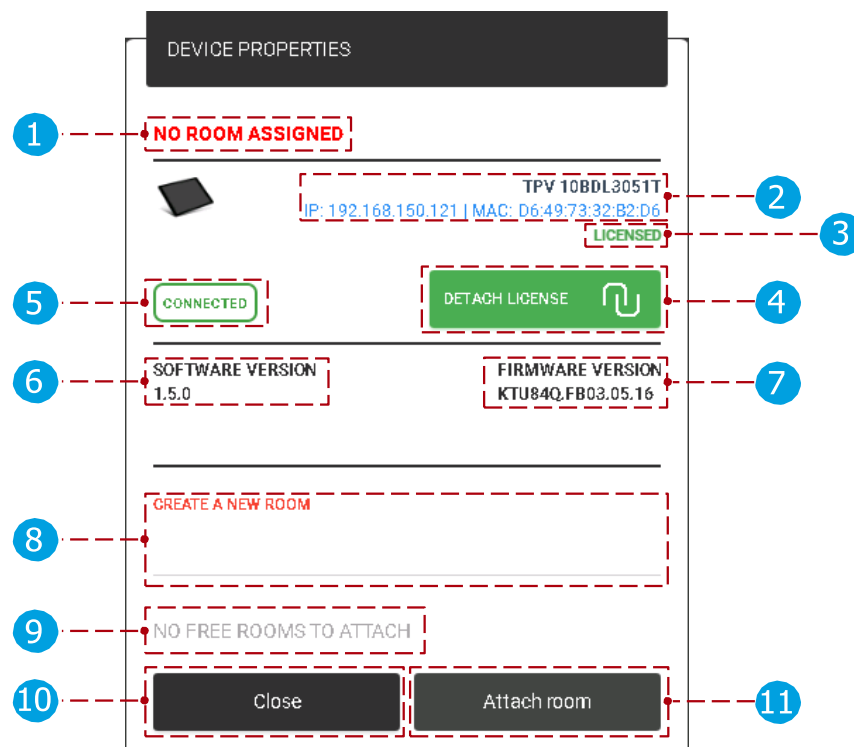 DEVICE PROPERTIES
1
NO ROOM ASSIGNED
TPV 10BDL3051T
2
IP: 192.168.150.121 | MAC: D6:49:73:32:B2:D6
LICENSED
3
5
CONNECTED
DETACH LICENSE
4
6
SOFTWARE VERSION
1.5.0
FIRMWARE VERSION
KTU84Q.FB03.05.16
7
CREATE A NEW ROOM
8
9
NO FREE ROOMS TO ATTACH
10
Close
Attach room
11